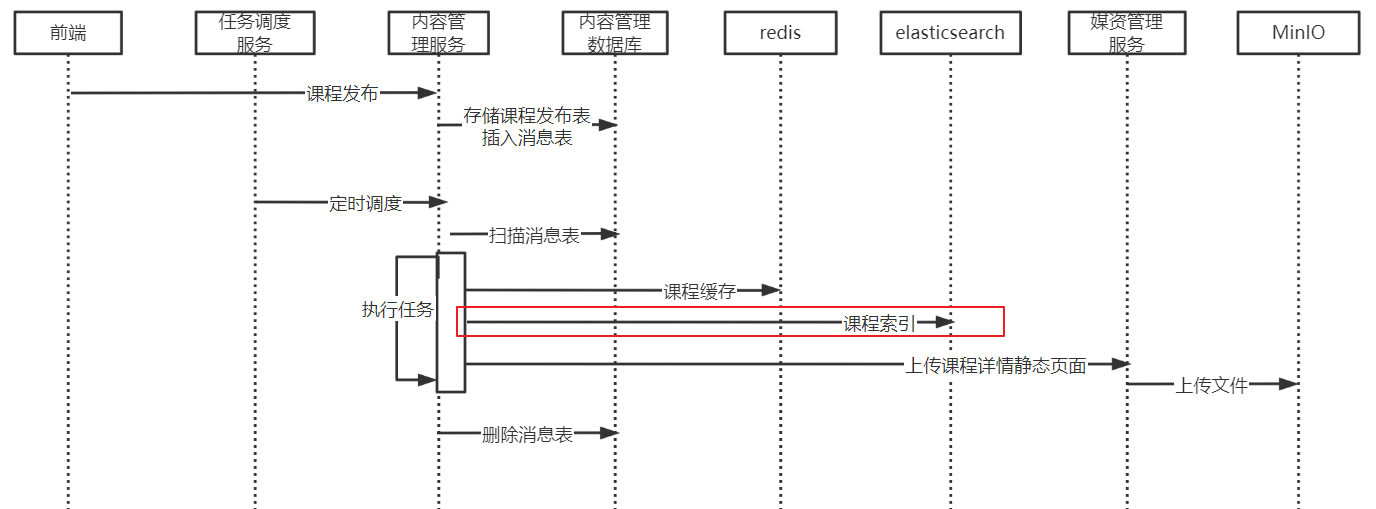 前端
任务调度
服务
内容管
理服务
内容管理
数据库
redis
elasticsearch
媒资管理
服务
MinIO
课程发布
存储课程发布表
插入消息表
定时调度
扫描消息表
执行任务
课程缓存
课程索引
上传课程详情静态页面
上传文件
删除消息表